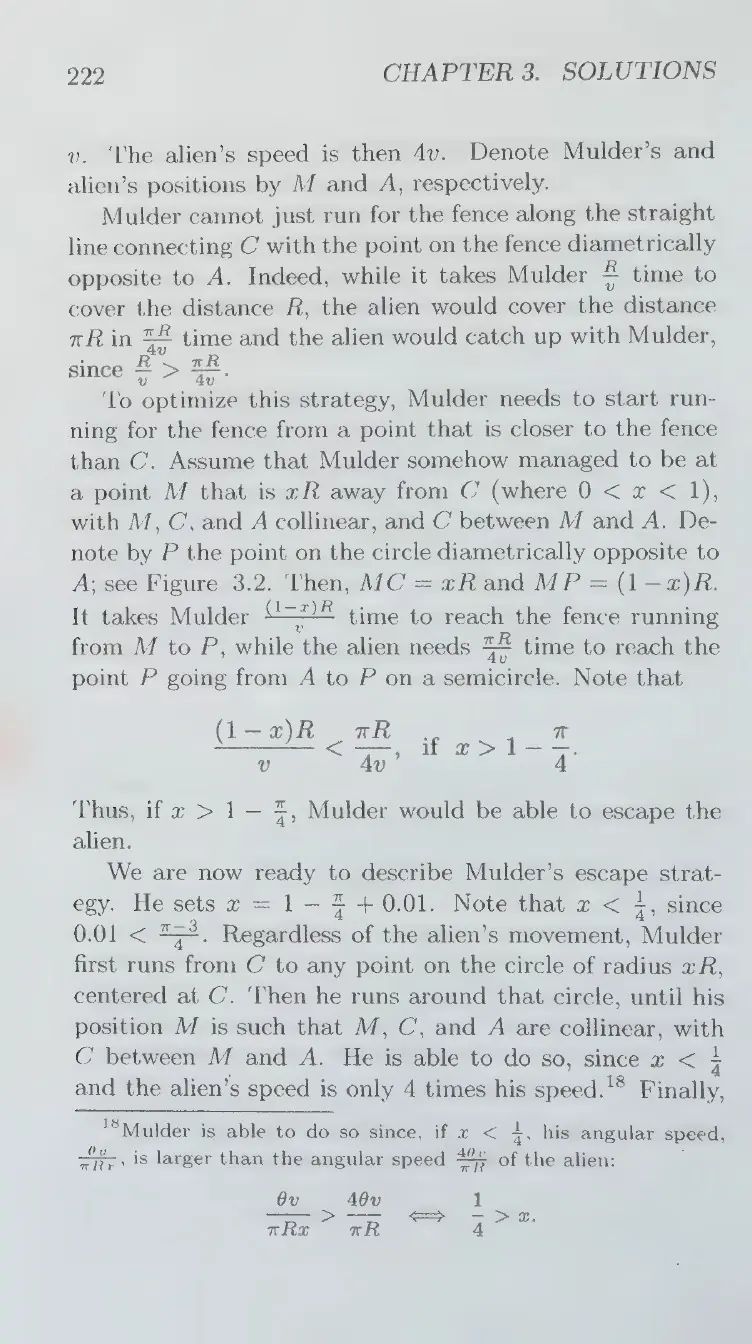 222 CHAPTER 3. SOLUTIONS
v. The alien's speed is then 4v. Denote Mulder's and
alien's positions by M and A, respectively.
Mulder cannot just run for the fence along the straight
line connecting C with the point on the fence diametrically
opposite to A. Indeed, while it takes Mulder R/v time to
cover the distance R, the alien would cover the distance
πR in πR/4v time and the alien would catch up with Mulder,
since R/v > πR/4v.
To optimize this strategy, Mulder needs to start run-
ning for the fence from a point that is closer to the fence
than C. Assume that Mulder somehow managed to be at
a point M that is xR away from C (where 0 < x < 1),
with M, C, and A collinear, and C between M and A. De-
note by P the point on the circle diametrically opposite to
A; see Figure 3.2. Then, MC = xR and MP = (1 − x)R.
It takes Mulder (1−x)R/v time to reach the fence running
from M to P, while the alien needs πR/4v time to reach the
point P going from A to P on a semicircle. Note that
(1 − x)R/v < πR/4v, if x > 1 − π/4.
Thus, if x > 1 − π/4, Mulder would be able to escape the
alien.
We are now ready to describe Mulder's escape strat-
egy. He sets x = 1 − π/4 + 0.01. Note that x < 1/4, since
0.01 < π−3/4. Regardless of the alien's movement, Mulder
first runs from C to any point on the circle of radius xR,
centered at C. Then he runs around that circle, until his
position M is such that M, C, and A are collinear, with
C between M and A. He is able to do so, since x < 1/4
and the alien's speed is only 4 times his speed.¹⁸ Finally,
¹⁸Mulder is able to do so since, if x < 1/4, his angular speed,
θv/πRx, is larger than the angular speed 4θv/πR of the alien:
θv/πRx > 4θv/πR ⟺ 1/4 > x.